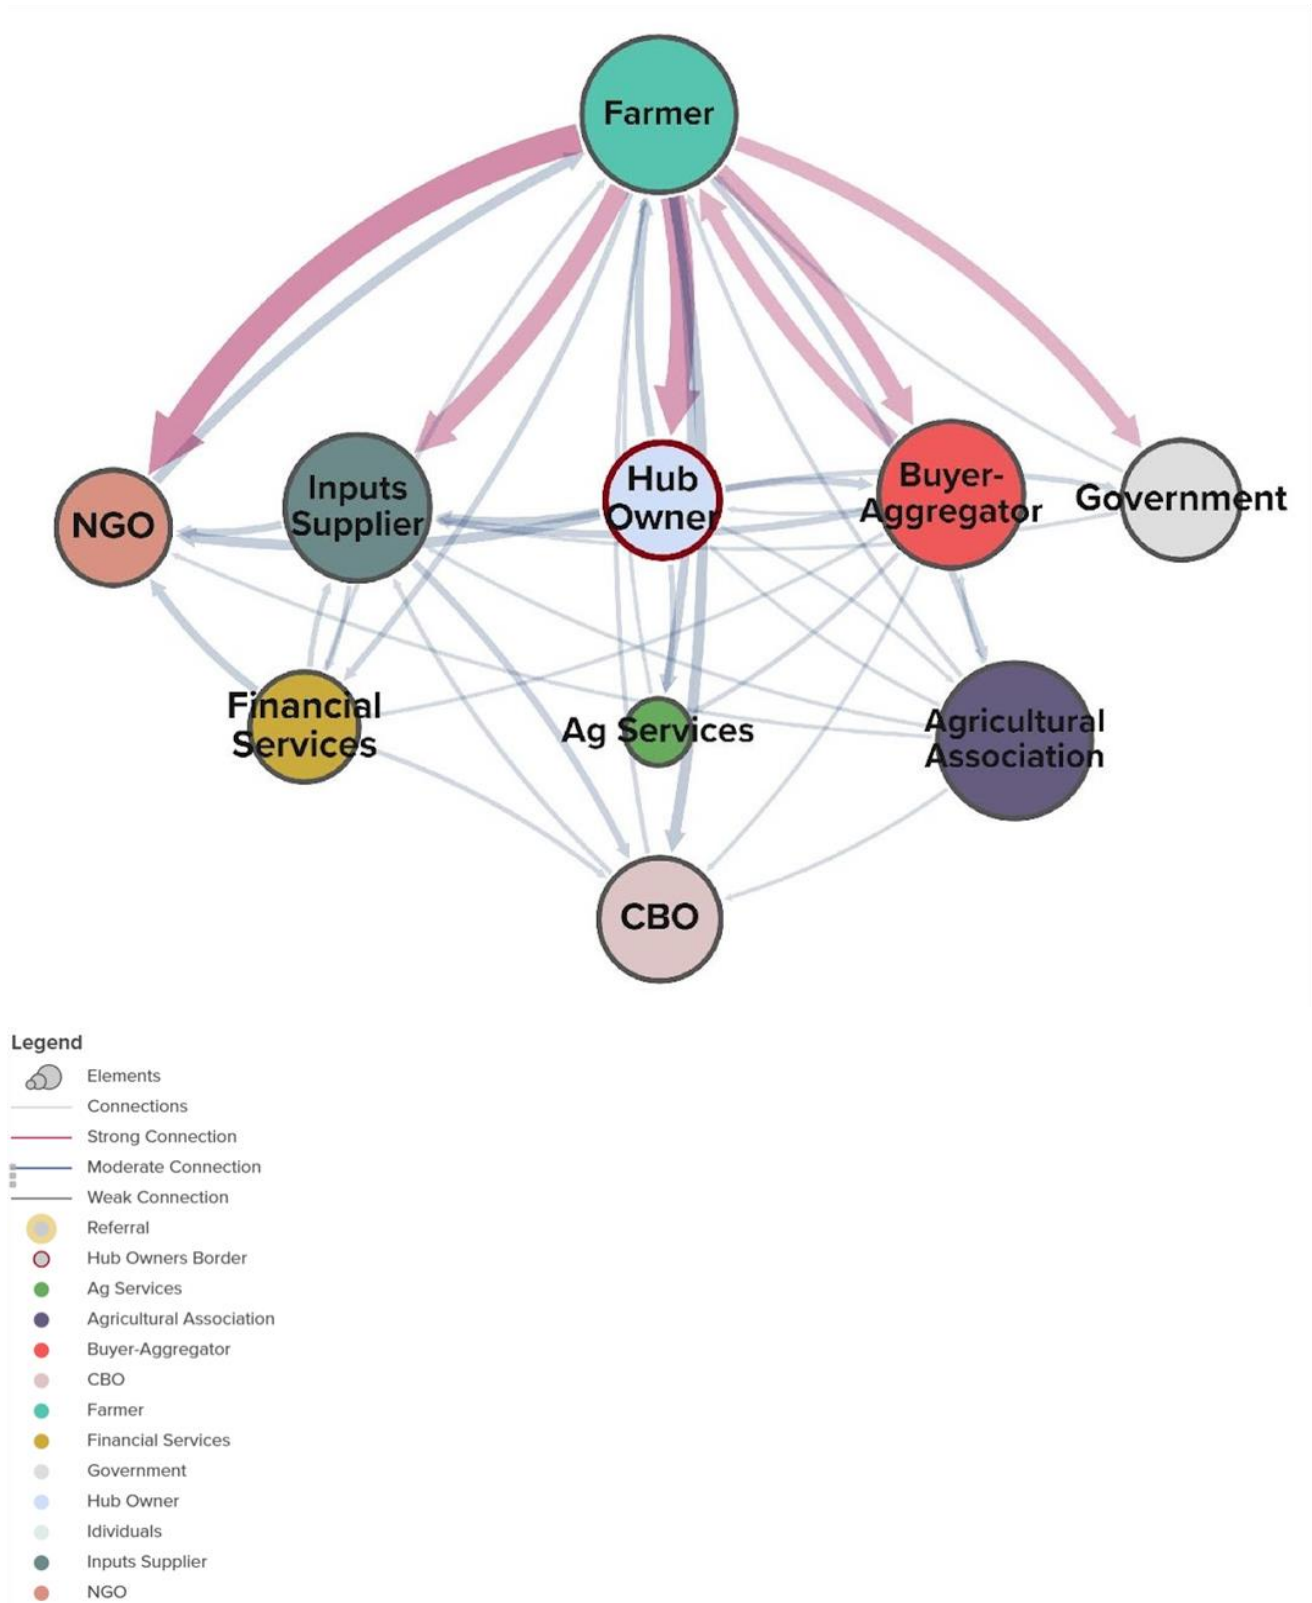 Farmer
NGO
Inputs
Supplier
Hub
Owner
Buyer-
Aggregator
Government
Financial
Services
Ag Services
Agricultural
Association
CBO
Legend
Elements
Connections
Strong Connection
Moderate Connection
Weak Connection
Referral
Hub Owners Border
Ag Services
Agricultural Association
Buyer-Aggregator
CBO
Farmer
Financial Services
Government
Hub Owner
Idividuals
Inputs Supplier
NGO